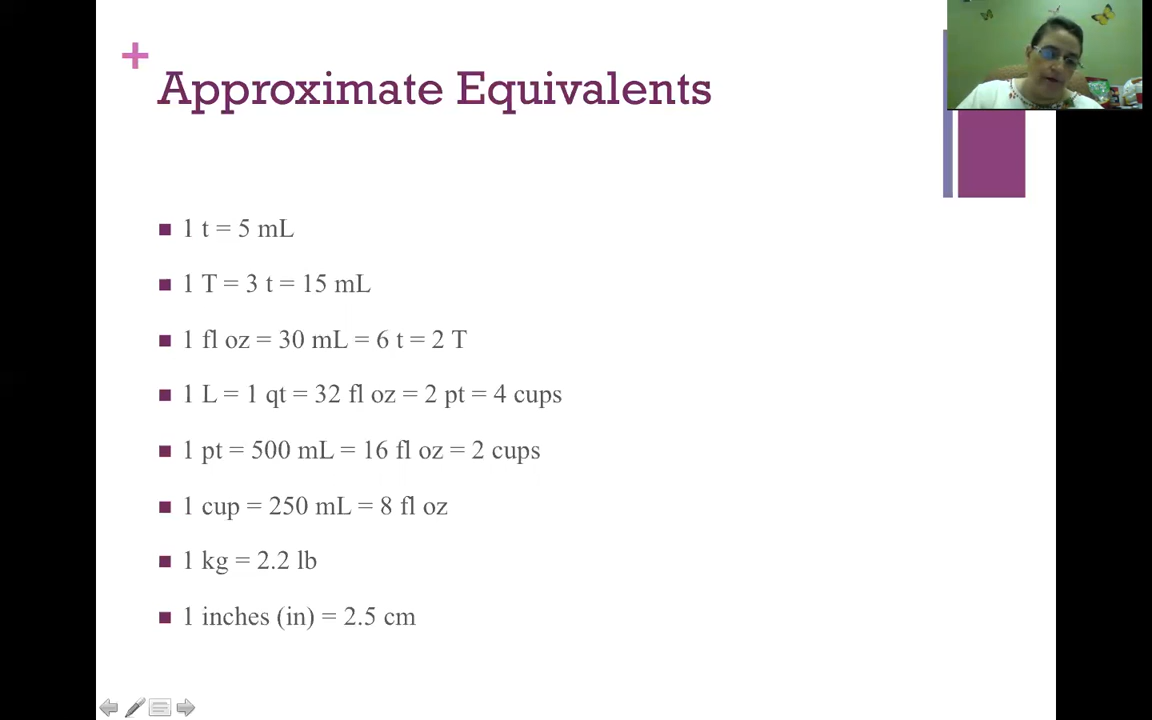 +
Approximate Equivalents
■ 1 t = 5 mL
■ 1 T = 3 t = 15 mL
■ 1 fl oz = 30 mL = 6 t = 2 T
■ 1 L = 1 qt = 32 fl oz = 2 pt = 4 cups
■ 1 pt = 500 mL = 16 fl oz = 2 cups
■ 1 cup = 250 mL = 8 fl oz
■ 1 kg = 2.2 lb
■ 1 inches (in) = 2.5 cm